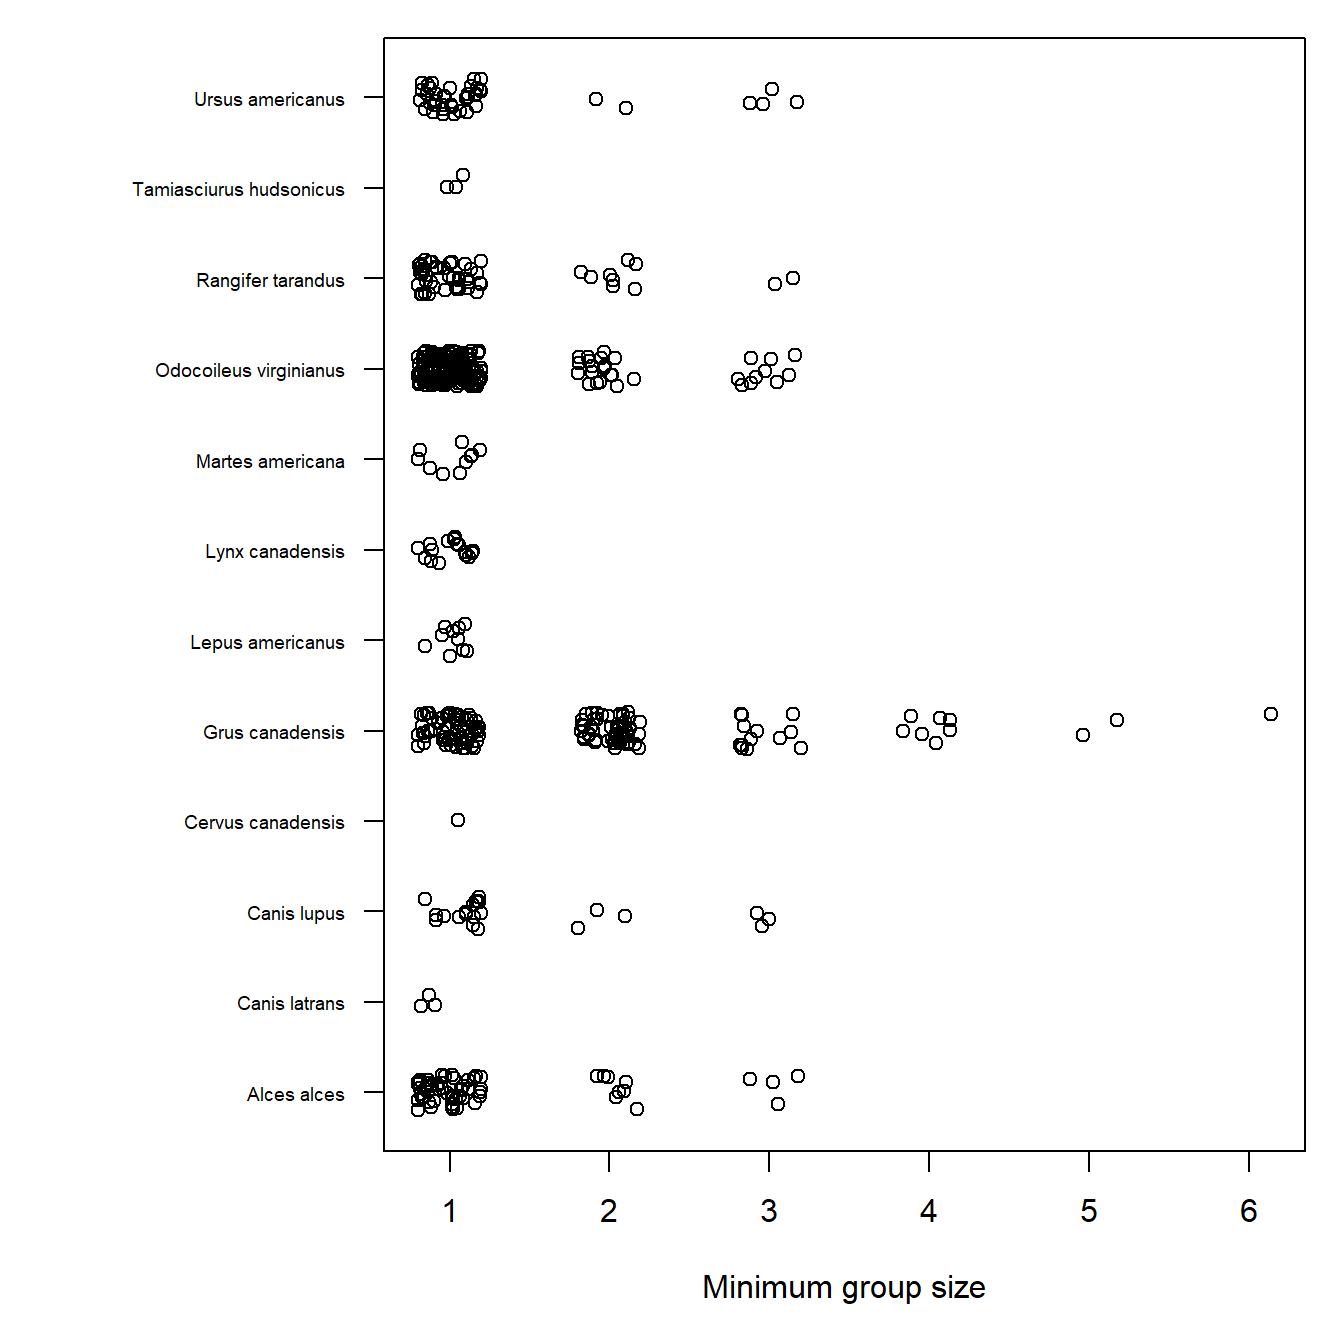 Ursus americanus
Tamiasciurus hudsonicus
Rangifer tarandus
Odocoileus virginianus
Martes americana
Lynx canadensis
Lepus americanus
Grus canadensis
Cervus canadensis
Canis lupus
Canis latrans
Alces alces
1 2 3 4 5 6
Minimum group size